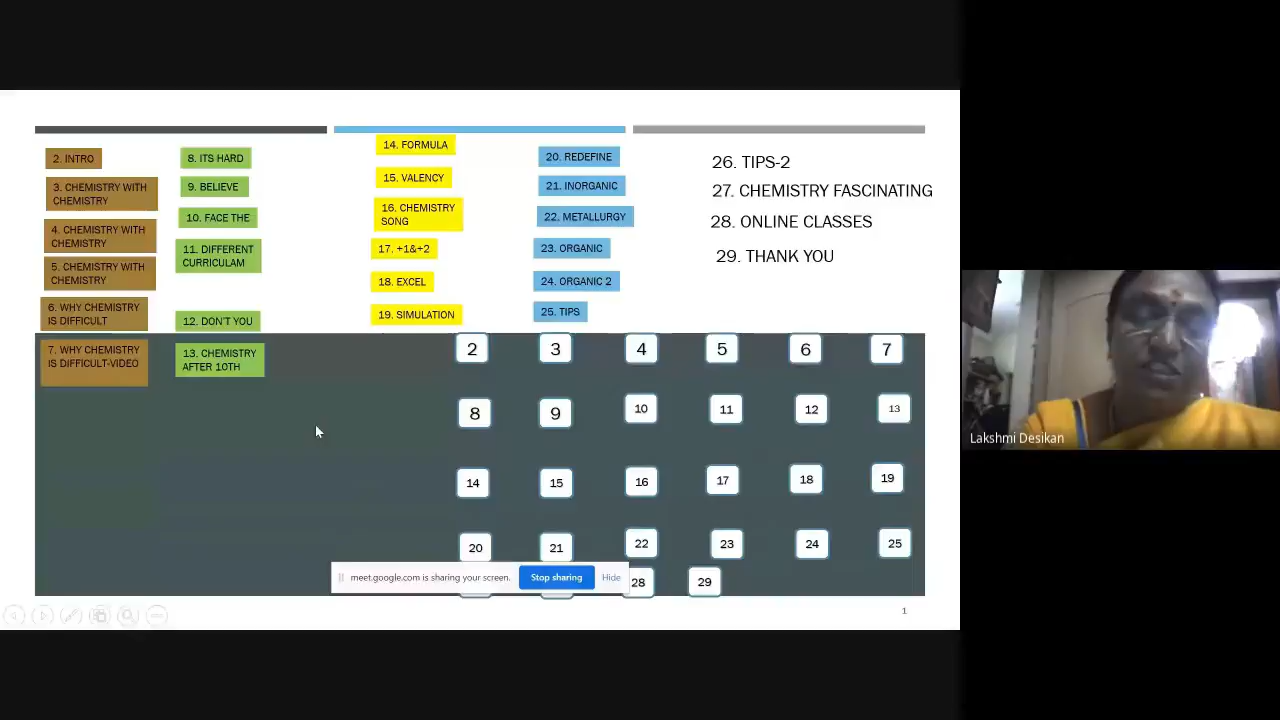 2. INTRO
3. CHEMISTRY WITH
CHEMISTRY
4. CHEMISTRY WITH
CHEMISTRY
5. CHEMISTRY WITH
CHEMISTRY
6. WHY CHEMISTRY
IS DIFFICULT
7. WHY CHEMISTRY
IS DIFFICULT-VIDEO
8. ITS HARD
9. BELIEVE
10. FACE THE
11. DIFFERENT
CURRICULAM
12. DON'T YOU
13. CHEMISTRY
AFTER 10TH
14. FORMULA
15. VALENCY
16. CHEMISTRY
SONG
17. +1&+2
18. EXCEL
19. SIMULATION
20. REDEFINE
21. INORGANIC
22. METALLURGY
23. ORGANIC
24. ORGANIC 2
25. TIPS
26. TIPS-2
27. CHEMISTRY FASCINATING
28. ONLINE CLASSES
29. THANK YOU
2 3 4 5 6 7
8 9 10 11 12 13
14 15 16 17 18 19
20 21 22 23 24 25
28 29
meet.google.com is sharing your screen. Stop sharing Hide
1
Lakshmi Desikan